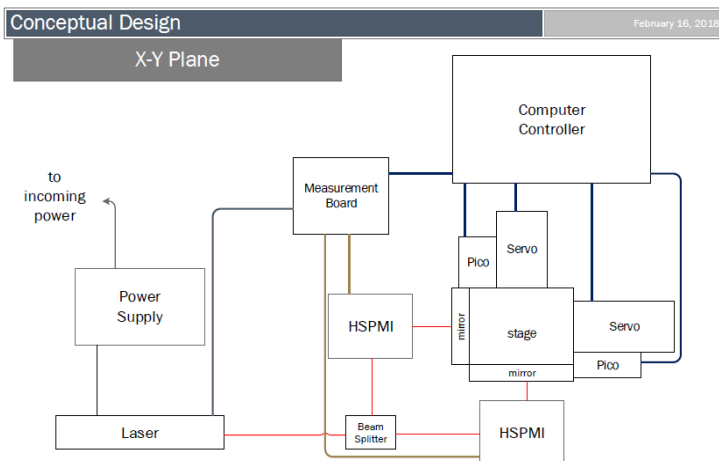 Conceptual Design
February 16, 2018
X-Y Plane
Computer
Controller
to
incoming
power
Measurement
Board
Pico
Servo
Power
Supply
HSPMI
mirror
stage
Servo
Pico
mirror
Laser
Beam
Splitter
HSPMI